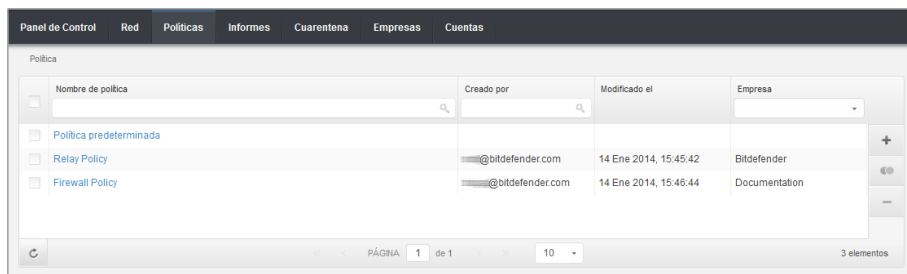 Panel de Control Red Políticas Informes Cuarentena Empresas Cuentas
Política
Nombre de política Creado por Modificado el Empresa
Política predeterminada
Relay Policy @bitdefender.com 14 Ene 2014, 15:45:42 Bitdefender
Firewall Policy @bitdefender.com 14 Ene 2014, 15:46:44 Documentation
PÁGINA 1 de 1 10 3 elementos